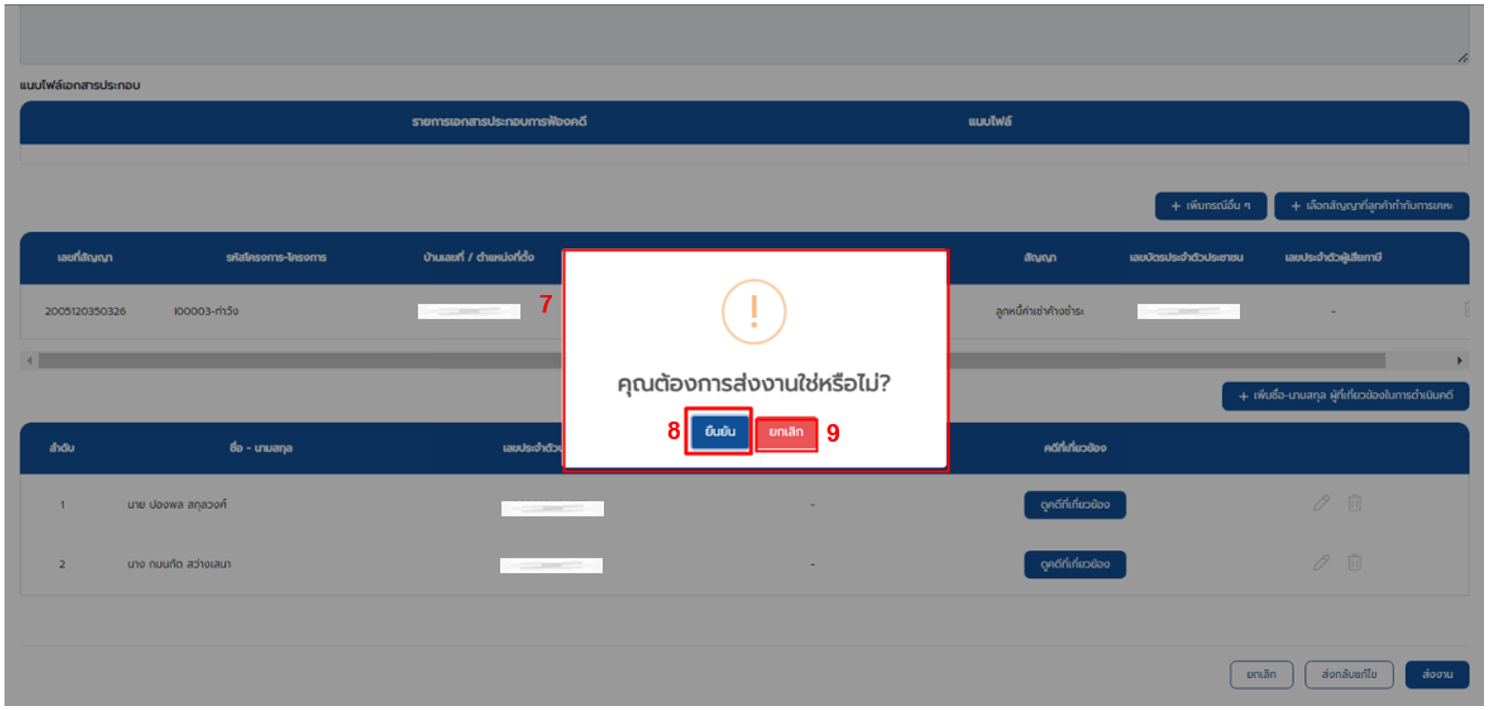 แนบไฟล์เอกสารประกอบ
รายการเอกสารประกอบการฟ้องคดี แนบไฟล์
+ เพิ่มกรณีอื่น ๆ + เลือกสัญญาที่ลูกค้าทำกับการเคหะ
เลขที่สัญญา รหัสโครงการ-โครงการ บ้านเลขที่ / ตำแหน่งที่ตั้ง สัญญา เลขบัตรประจำตัวประชาชน เลขประจำตัวผู้เสียภาษี
2005120350326 I00003-ท่าวัง 7 ลูกหนี้ค่าเช่าค้างชำระ -
คุณต้องการส่งงานใช่หรือไม่?
+ เพิ่มชื่อ-นามสกุล ผู้ที่เกี่ยวข้องในการดำเนินคดี
8 ยืนยัน ยกเลิก 9
ลำดับ ชื่อ - นามสกุล เลขประจำตัว คดีที่เกี่ยวข้อง
1 นาย ปองพล สกุลวงศ์ - ดูคดีที่เกี่ยวข้อง
2 นาง - ดูคดีที่เกี่ยวข้อง
ยกเลิก ส่งกลับแก้ไข ส่งงาน